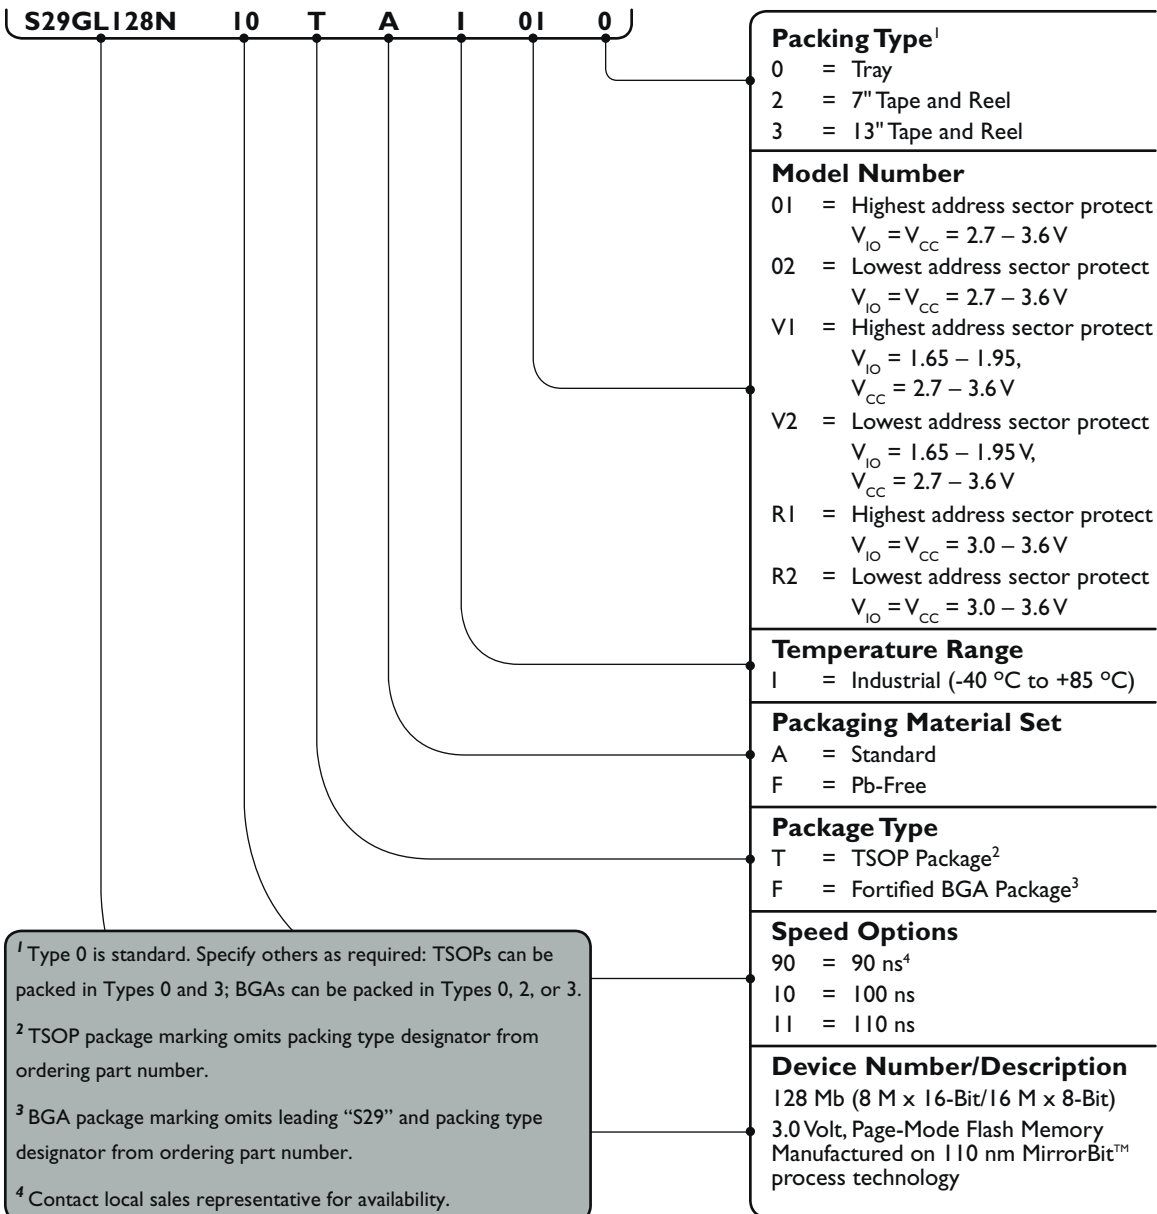 S29GL128N 10 T A I 01 0
Packing Type1
0 = Tray
2 = 7" Tape and Reel
3 = 13" Tape and Reel
Model Number
01 = Highest address sector protect
VIO = VCC = 2.7 – 3.6 V
02 = Lowest address sector protect
VIO = VCC = 2.7 – 3.6 V
V1 = Highest address sector protect
VIO = 1.65 – 1.95,
VCC = 2.7 – 3.6 V
V2 = Lowest address sector protect
VIO = 1.65 – 1.95 V,
VCC = 2.7 – 3.6 V
R1 = Highest address sector protect
VIO = VCC = 3.0 – 3.6 V
R2 = Lowest address sector protect
VIO = VCC = 3.0 – 3.6 V
Temperature Range
I = Industrial (-40 °C to +85 °C)
Packaging Material Set
A = Standard
F = Pb-Free
Package Type
T = TSOP Package2
F = Fortified BGA Package3
Speed Options
90 = 90 ns4
10 = 100 ns
11 = 110 ns
Device Number/Description
128 Mb (8 M x 16-Bit/16 M x 8-Bit)
3.0 Volt, Page-Mode Flash Memory
Manufactured on 110 nm MirrorBit™
process technology
1 Type 0 is standard. Specify others as required: TSOPs can be
packed in Types 0 and 3; BGAs can be packed in Types 0, 2, or 3.
2 TSOP package marking omits packing type designator from
ordering part number.
3 BGA package marking omits leading “S29” and packing type
designator from ordering part number.
4 Contact local sales representative for availability.